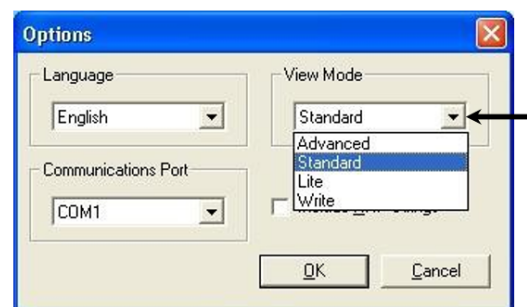 Options
Language
English
View Mode
Standard
Advanced
Standard
Lite
Write
Communications Port
COM1
OK
Cancel